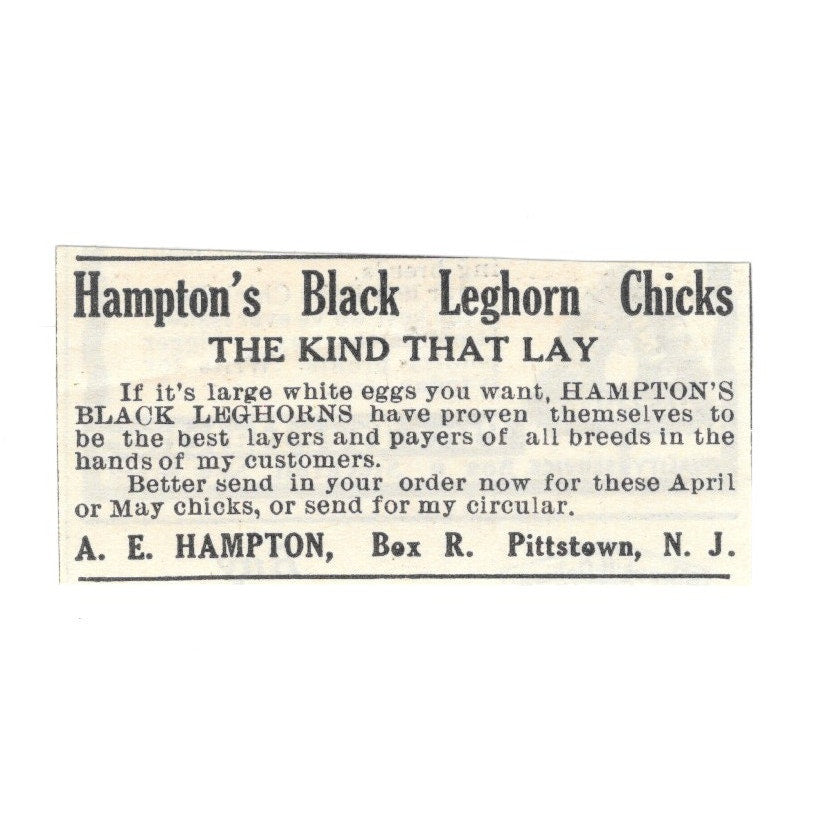 Hampton's Black Leghorn Chicks
THE KIND THAT LAY
If it's large white eggs you want, HAMPTON'S
BLACK LEGHORNS have proven themselves to
be the best layers and payers of all breeds in the
hands of my customers.
Better send in your order now for these April
or May chicks, or send for my circular.
A. E. HAMPTON, Box R. Pittstown, N. J.